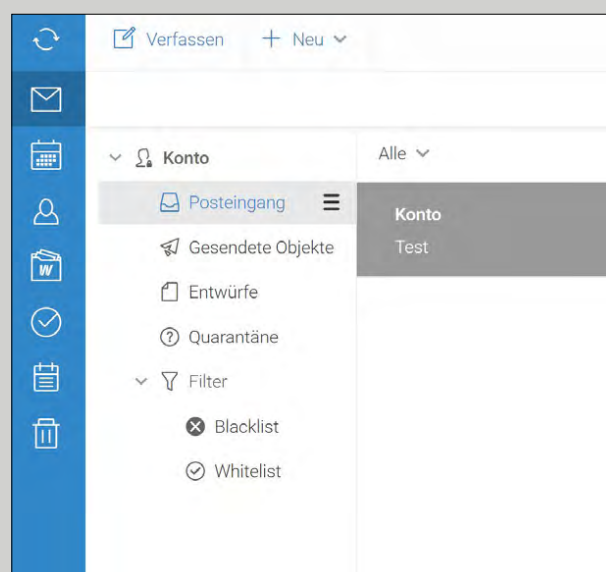 Verfassen + Neu
Konto
Posteingang
Gesendete Objekte
Entwürfe
Quarantäne
Filter
Blacklist
Whitelist
Alle
Konto
Test
W